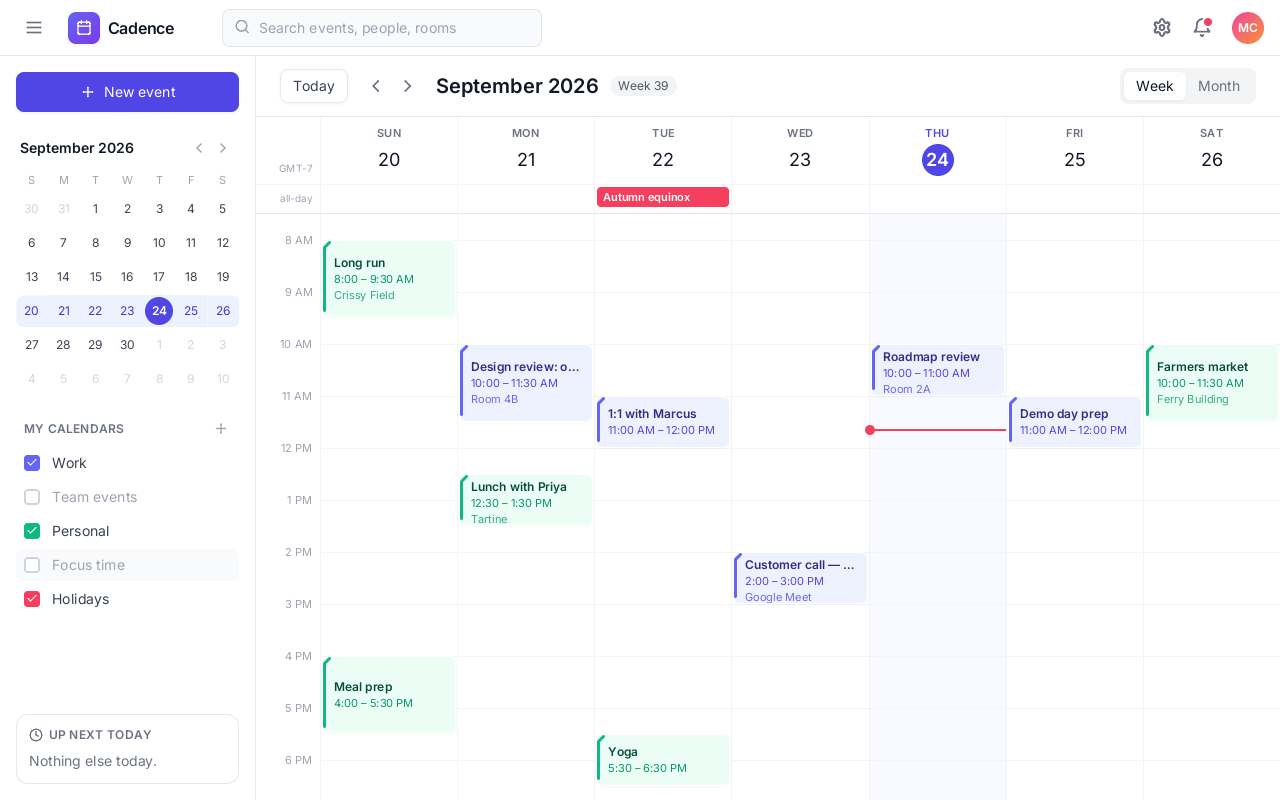 Cadence
Search events, people, rooms
MC
New event
September 2026
S M T W T F S
30 31 1 2 3 4 5
6 7 8 9 10 11 12
13 14 15 16 17 18 19
20 21 22 23 24 25 26
27 28 29 30 1 2 3
4 5 6 7 8 9 10
MY CALENDARS
Work
Team events
Personal
Focus time
Holidays
UP NEXT TODAY
Nothing else today.
Today
September 2026
Week 39
Week
Month
GMT-7
SUN
20
MON
21
TUE
22
WED
23
THU
24
FRI
25
SAT
26
all-day
Autumn equinox
8 AM
9 AM
10 AM
11 AM
12 PM
1 PM
2 PM
3 PM
4 PM
5 PM
6 PM
Long run
8:00 – 9:30 AM
Crissy Field
Meal prep
4:00 – 5:30 PM
Design review: o…
10:00 – 11:30 AM
Room 4B
Lunch with Priya
12:30 – 1:30 PM
Tartine
1:1 with Marcus
11:00 AM – 12:00 PM
Yoga
5:30 – 6:30 PM
Customer call — …
2:00 – 3:00 PM
Google Meet
Roadmap review
10:00 – 11:00 AM
Room 2A
Demo day prep
11:00 AM – 12:00 PM
Farmers market
10:00 – 11:30 AM
Ferry Building